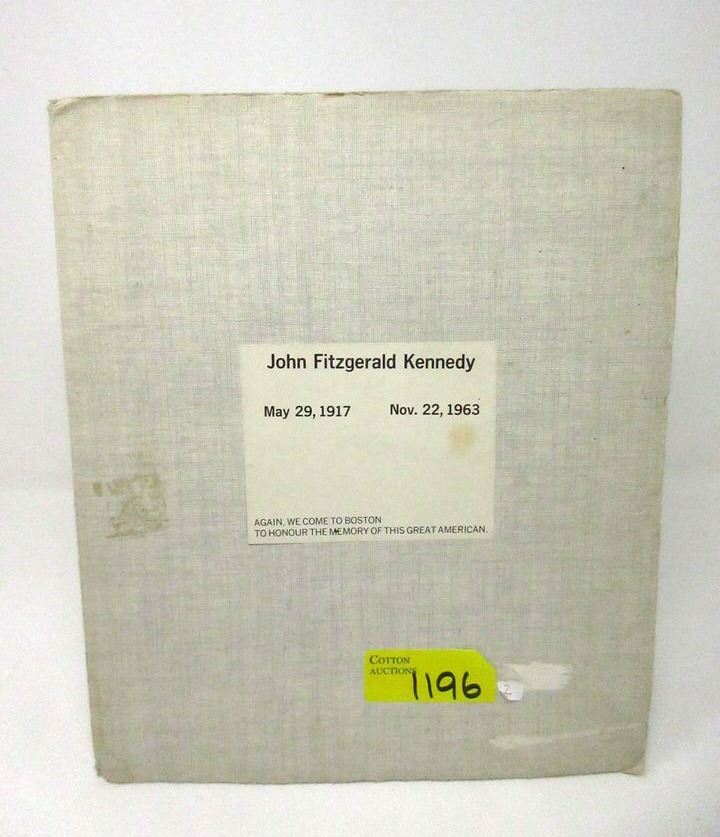 John Fitzgerald Kennedy
May 29, 1917 Nov. 22, 1963
AGAIN, WE COME TO BOSTON
TO HONOUR THE MEMORY OF THIS GREAT AMERICAN.
COTTON
AUCTIONS
1196
2